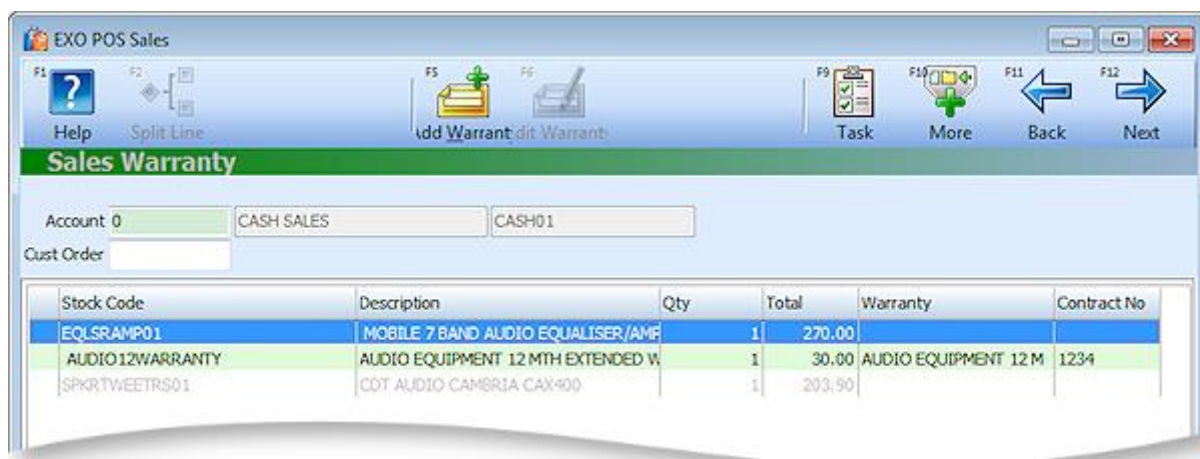 EXO POS Sales
F1 F2 F5 F6 F9 F10 F11 F12
Help Split Line dd Warrant dit Warrant Task More Back Next
Sales Warranty
Account 0 CASH SALES CASH01
Cust Order
Stock Code Description Qty Total Warranty Contract No
EQLSRAMP01 MOBILE 7 BAND AUDIO EQUALISER/AMP 1 270.00
AUDIO12WARRANTY AUDIO EQUIPMENT 12 MTH EXTENDED W 1 30.00 AUDIO EQUIPMENT 12 M 1234
SPKRTWEETRS01 CDT AUDIO CAMBRIA CAX400 1 203.90